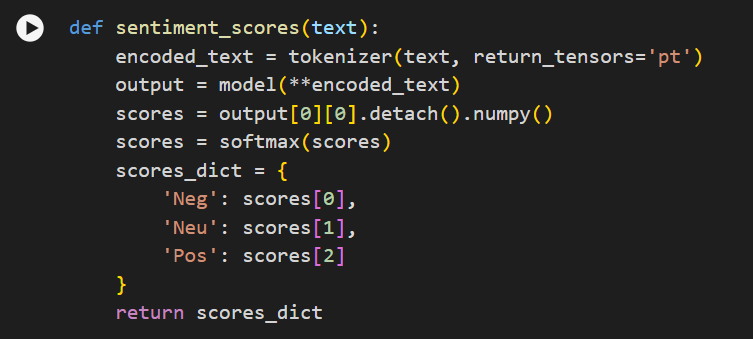 def sentiment_scores(text):
    encoded_text = tokenizer(text, return_tensors='pt')
    output = model(**encoded_text)
    scores = output[0][0].detach().numpy()
    scores = softmax(scores)
    scores_dict = {
        'Neg': scores[0],
        'Neu': scores[1],
        'Pos': scores[2]
    }
    return scores_dict